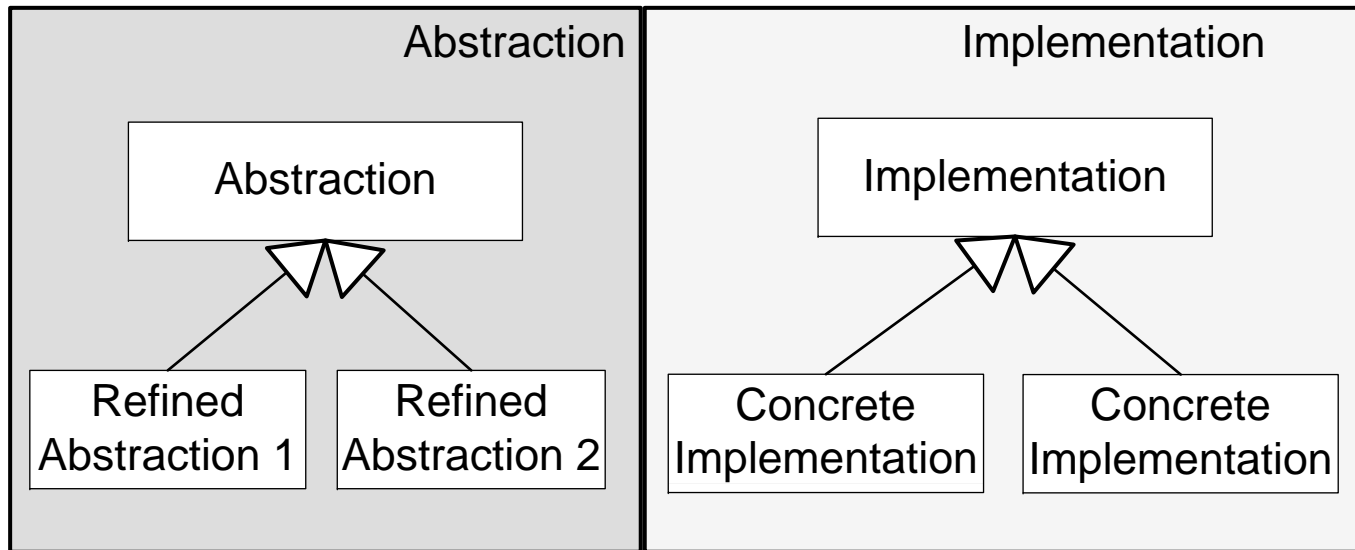 Abstraction
Abstraction
Refined
Abstraction 1
Refined
Abstraction 2
Implementation
Implementation
Concrete
Implementation
Concrete
Implementation